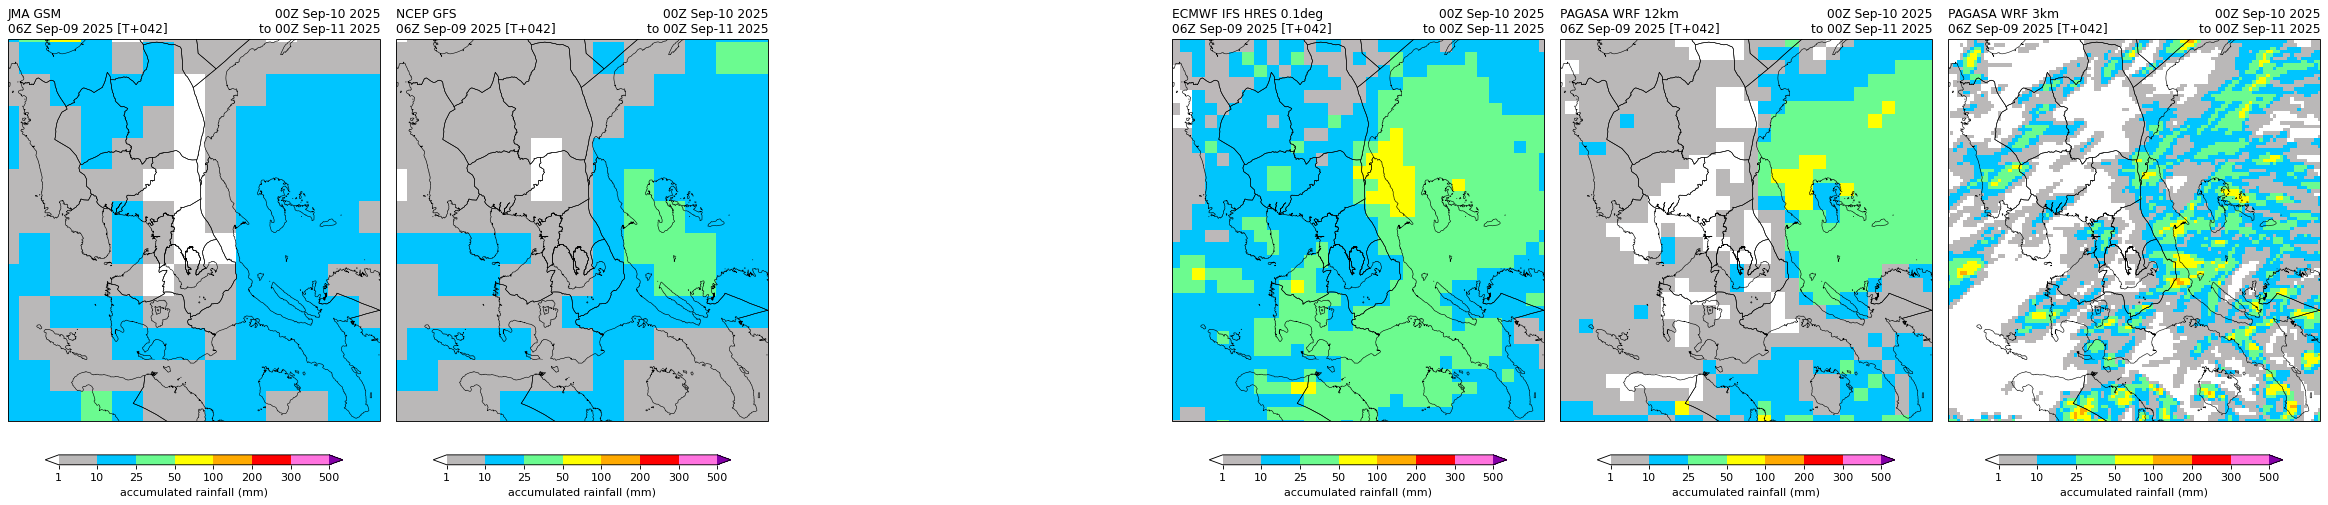 JMA GSM 00Z Sep-10 2025
06Z Sep-09 2025 [T+042] to 00Z Sep-11 2025
1 10 25 50 100 200 300 500
accumulated rainfall (mm)
NCEP GFS 00Z Sep-10 2025
06Z Sep-09 2025 [T+042] to 00Z Sep-11 2025
1 10 25 50 100 200 300 500
accumulated rainfall (mm)
ECMWF IFS HRES 0.1deg 00Z Sep-10 2025
06Z Sep-09 2025 [T+042] to 00Z Sep-11 2025
1 10 25 50 100 200 300 500
accumulated rainfall (mm)
PAGASA WRF 12km 00Z Sep-10 2025
06Z Sep-09 2025 [T+042] to 00Z Sep-11 2025
1 10 25 50 100 200 300 500
accumulated rainfall (mm)
PAGASA WRF 3km 00Z Sep-10 2025
06Z Sep-09 2025 [T+042] to 00Z Sep-11 2025
1 10 25 50 100 200 300 500
accumulated rainfall (mm)